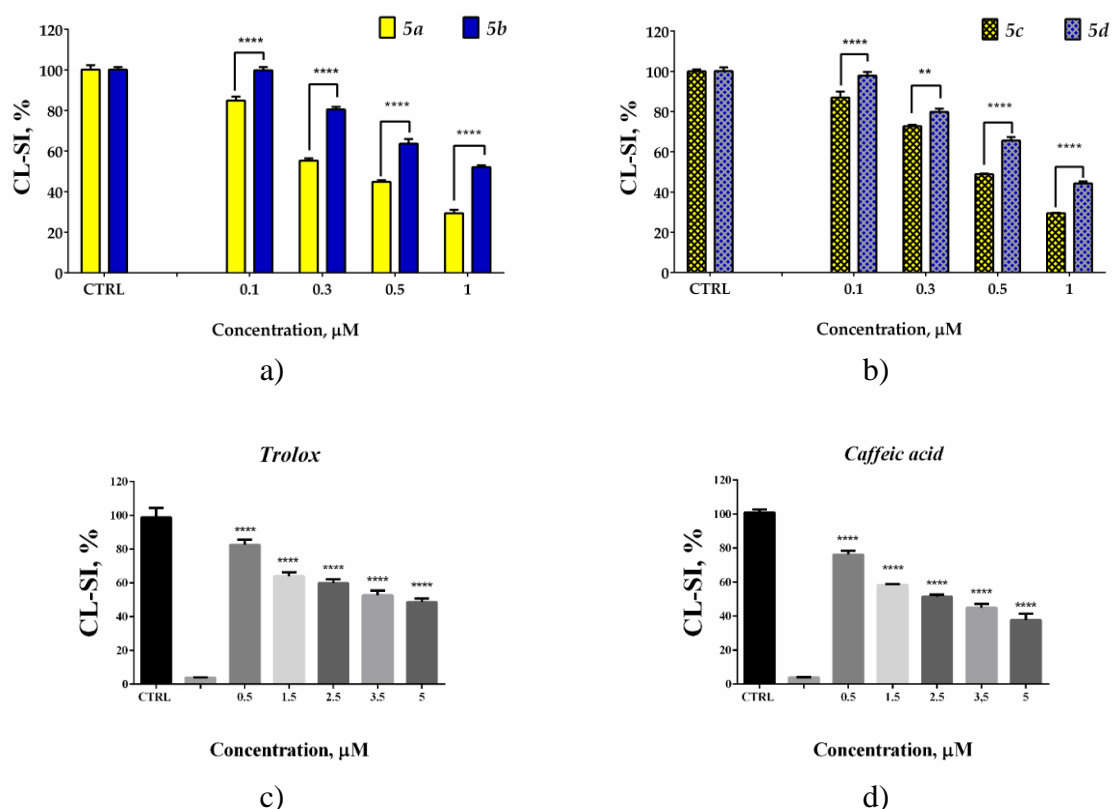 5a 5b
120
100
80
60
40
20
0
CL-SI, %
**** **** **** ****
CTRL 0.1 0.3 0.5 1
Concentration, μM
a)
5c 5d
120
100
80
60
40
20
0
CL-SI, %
**** ** **** ****
CTRL 0.1 0.3 0.5 1
Concentration, μM
b)
Trolox
120
100
80
60
40
20
0
CL-SI, %
**** **** **** **** ****
CTRL 0.5 1.5 2.5 3.5 5
Concentration, μM
c)
Caffeic acid
120
100
80
60
40
20
0
CL-SI, %
**** **** **** **** ****
CTRL 0.5 1.5 2.5 3,5 5
Concentration, μM
d)